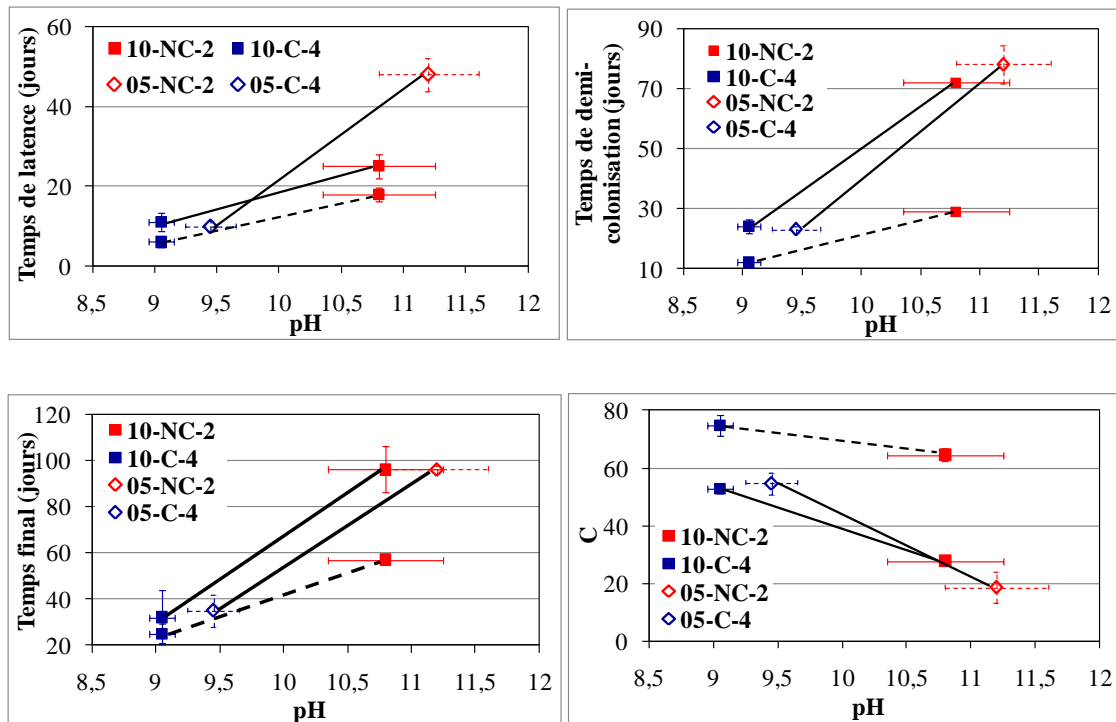 Temps de latence (jours)
60
40
20
0
10-NC-2 10-C-4
05-NC-2 05-C-4
8,5 9 9,5 10 10,5 11 11,5 12
pH
Temps de demi-
colonisation (jours)
90
70
50
30
10
10-NC-2
10-C-4
05-NC-2
05-C-4
8,5 9 9,5 10 10,5 11 11,5 12
pH
Temps final (jours)
120
100
80
60
40
20
10-NC-2
10-C-4
05-NC-2
05-C-4
8,5 9 9,5 10 10,5 11 11,5 12
pH
C
80
60
40
20
0
10-NC-2
10-C-4
05-NC-2
05-C-4
8,5 9 9,5 10 10,5 11 11,5 12
pH